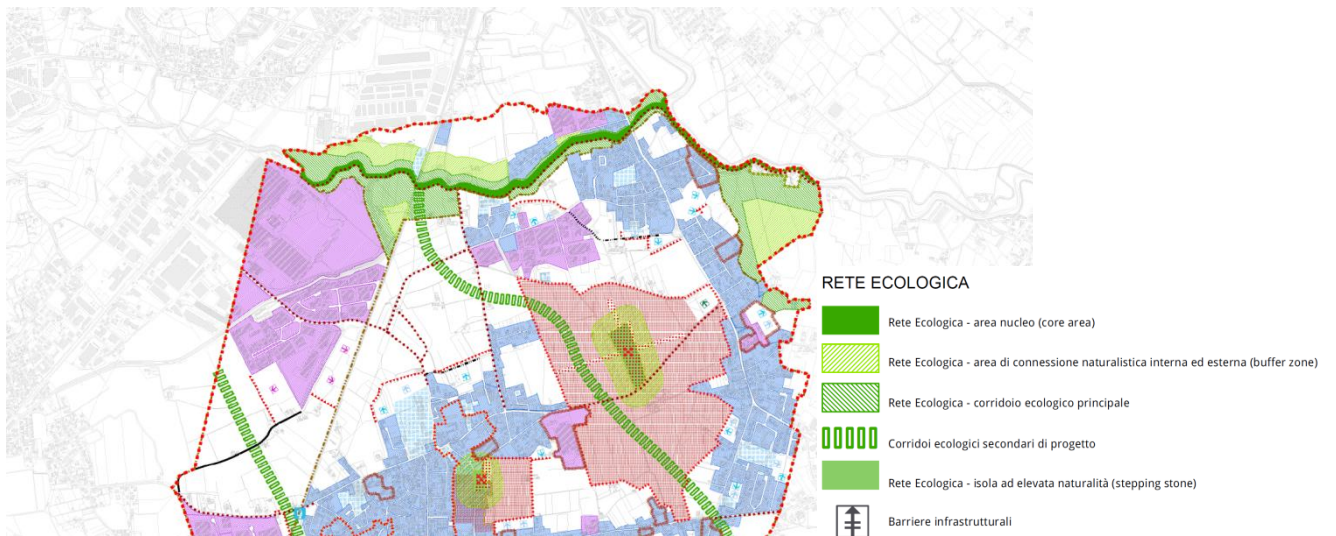 RETE ECOLOGICA
Rete Ecologica - area nucleo (core area)
Rete Ecologica - area di connessione naturalistica interna ed esterna (buffer zone)
Rete Ecologica - corridoio ecologico principale
Corridoi ecologici secondari di progetto
Rete Ecologica - isola ad elevata naturalità (stepping stone)
Barriere infrastrutturali